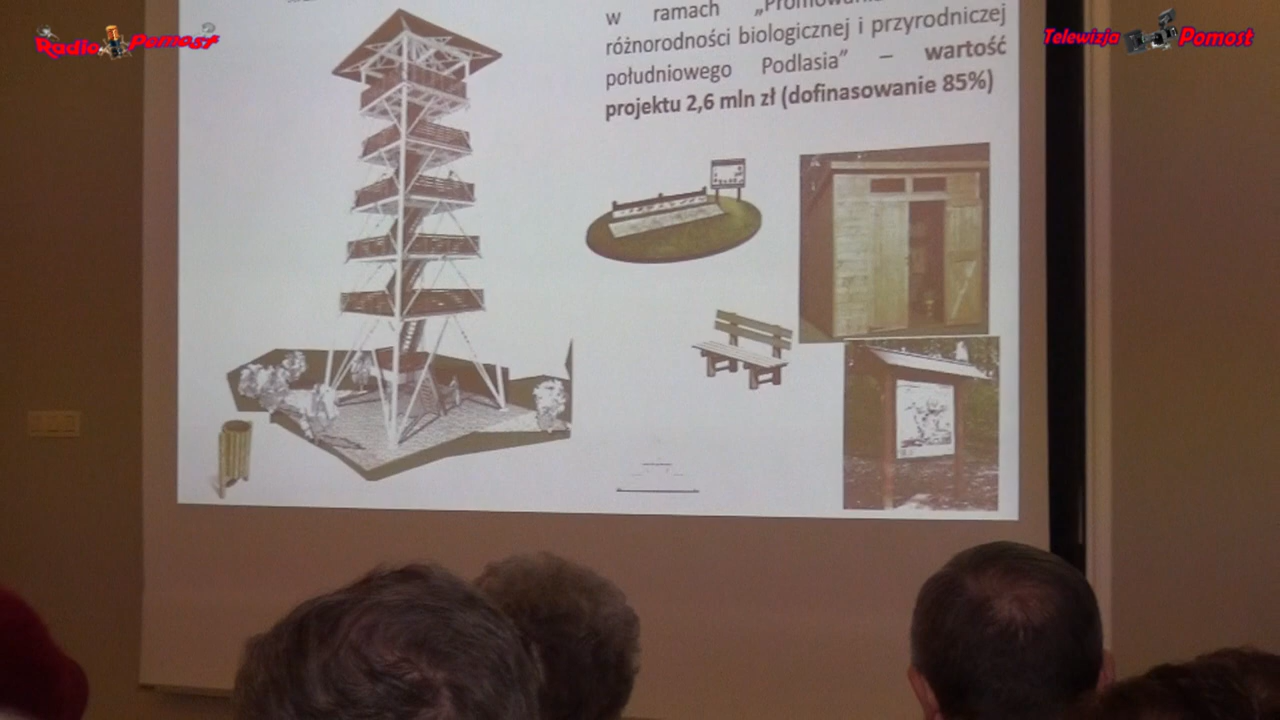 Radio Pomost
Telewizja Pomost
w ramach „Promowanie
różnorodności biologicznej i przyrodniczej
południowego Podlasia” – wartość
projektu 2,6 mln zł (dofinasowanie 85%)